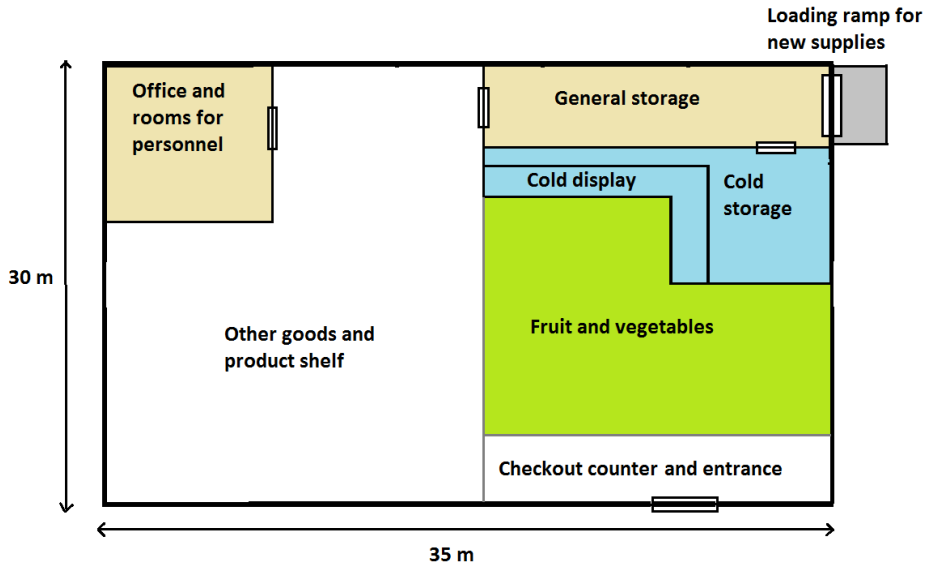 Loading ramp for
new supplies
Office and
rooms for
personnel
General storage
Cold display
Cold
storage
30 m
Other goods and
product shelf
Fruit and vegetables
Checkout counter and entrance
35 m